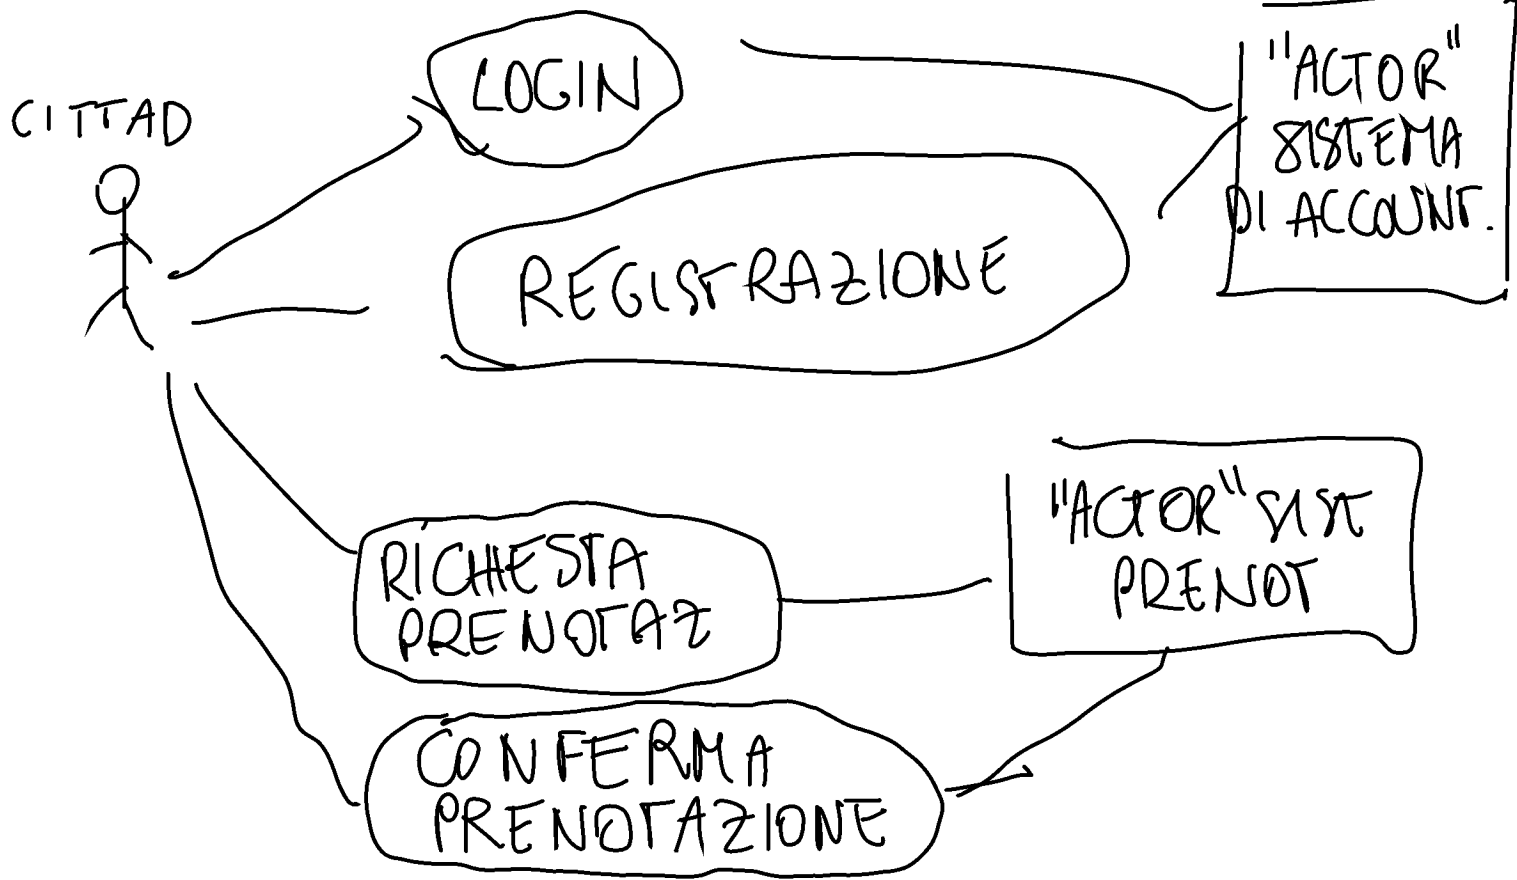 CITTAD
LOGIN
"ACTOR"
SISTEMA
DI ACCOUNT.
REGISTRAZIONE
"ACTOR" SIST
PRENOT
RICHIESTA
PRENOTAZ
CONFERMA
PRENOTAZIONE